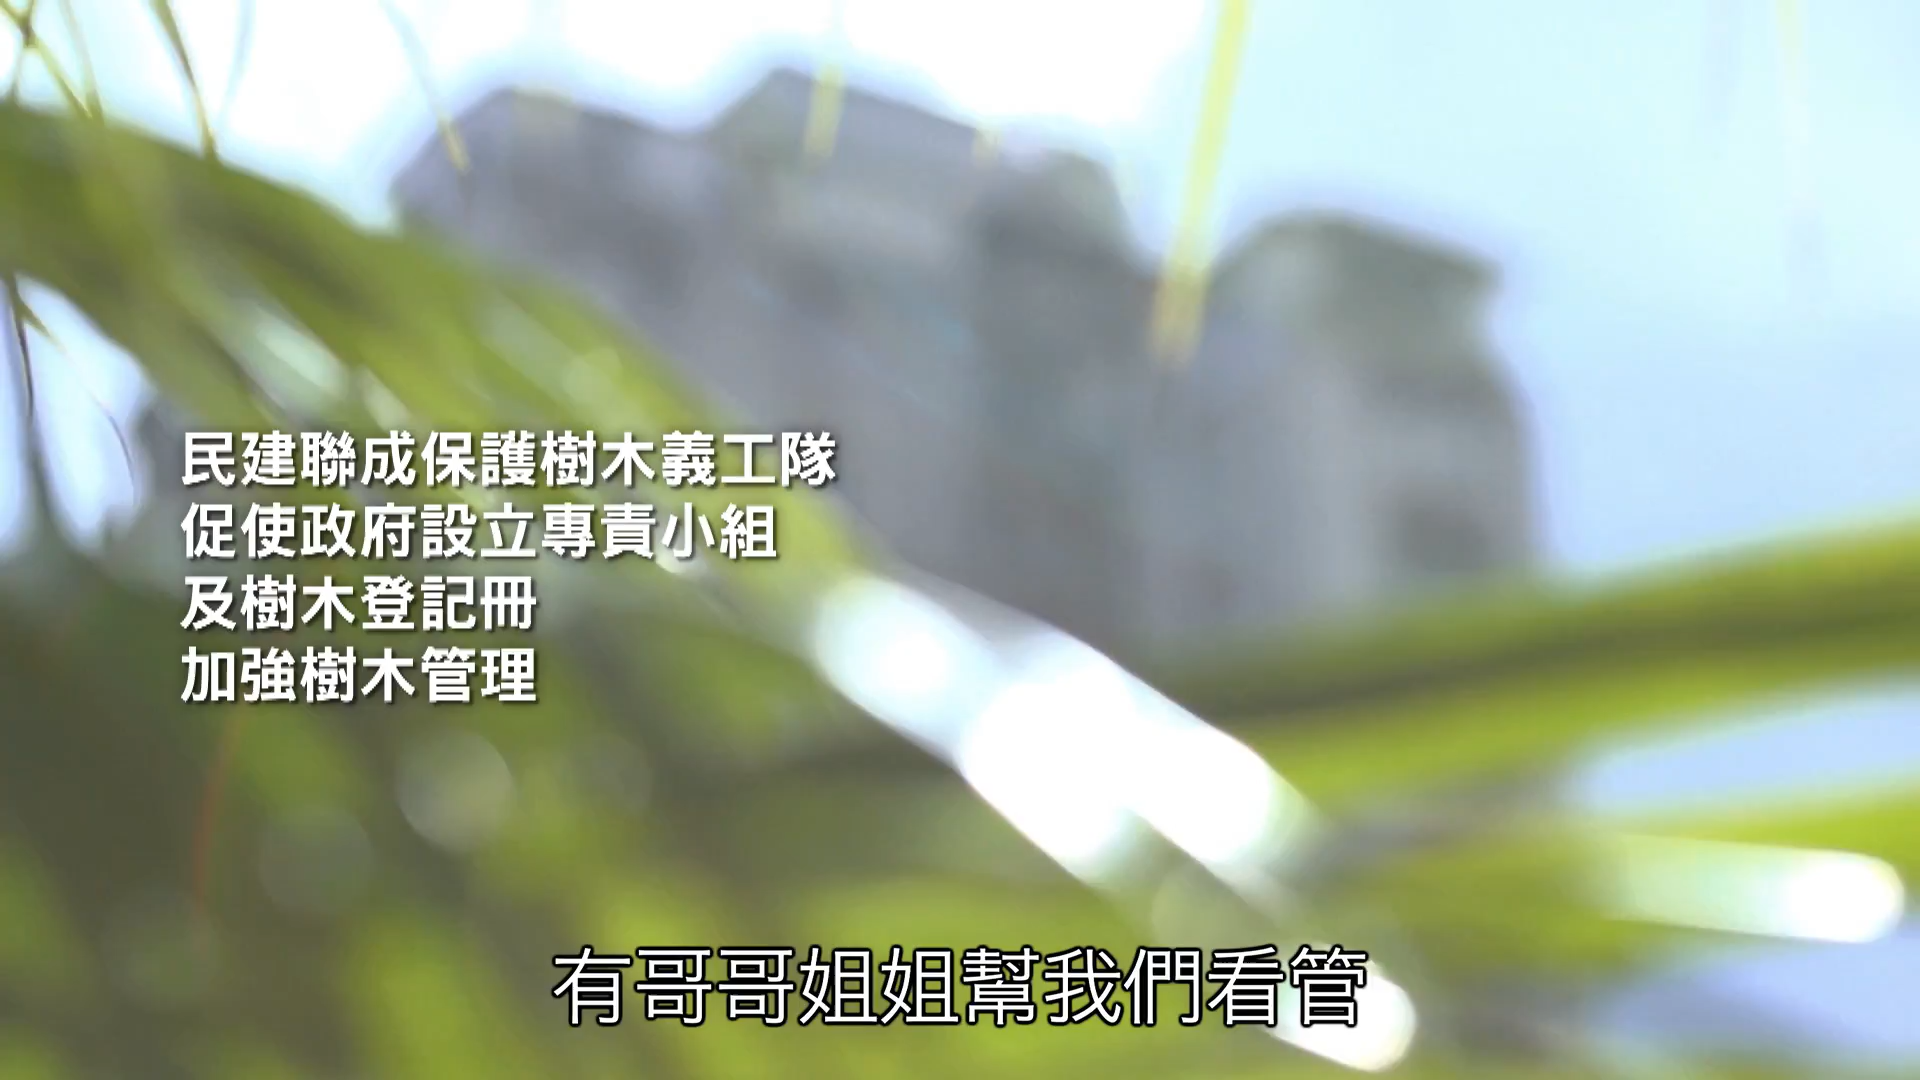 民建聯成保護樹木義工隊
促使政府設立專責小組
及樹木登記冊
加強樹木管理
有哥哥姐姐幫我們看管